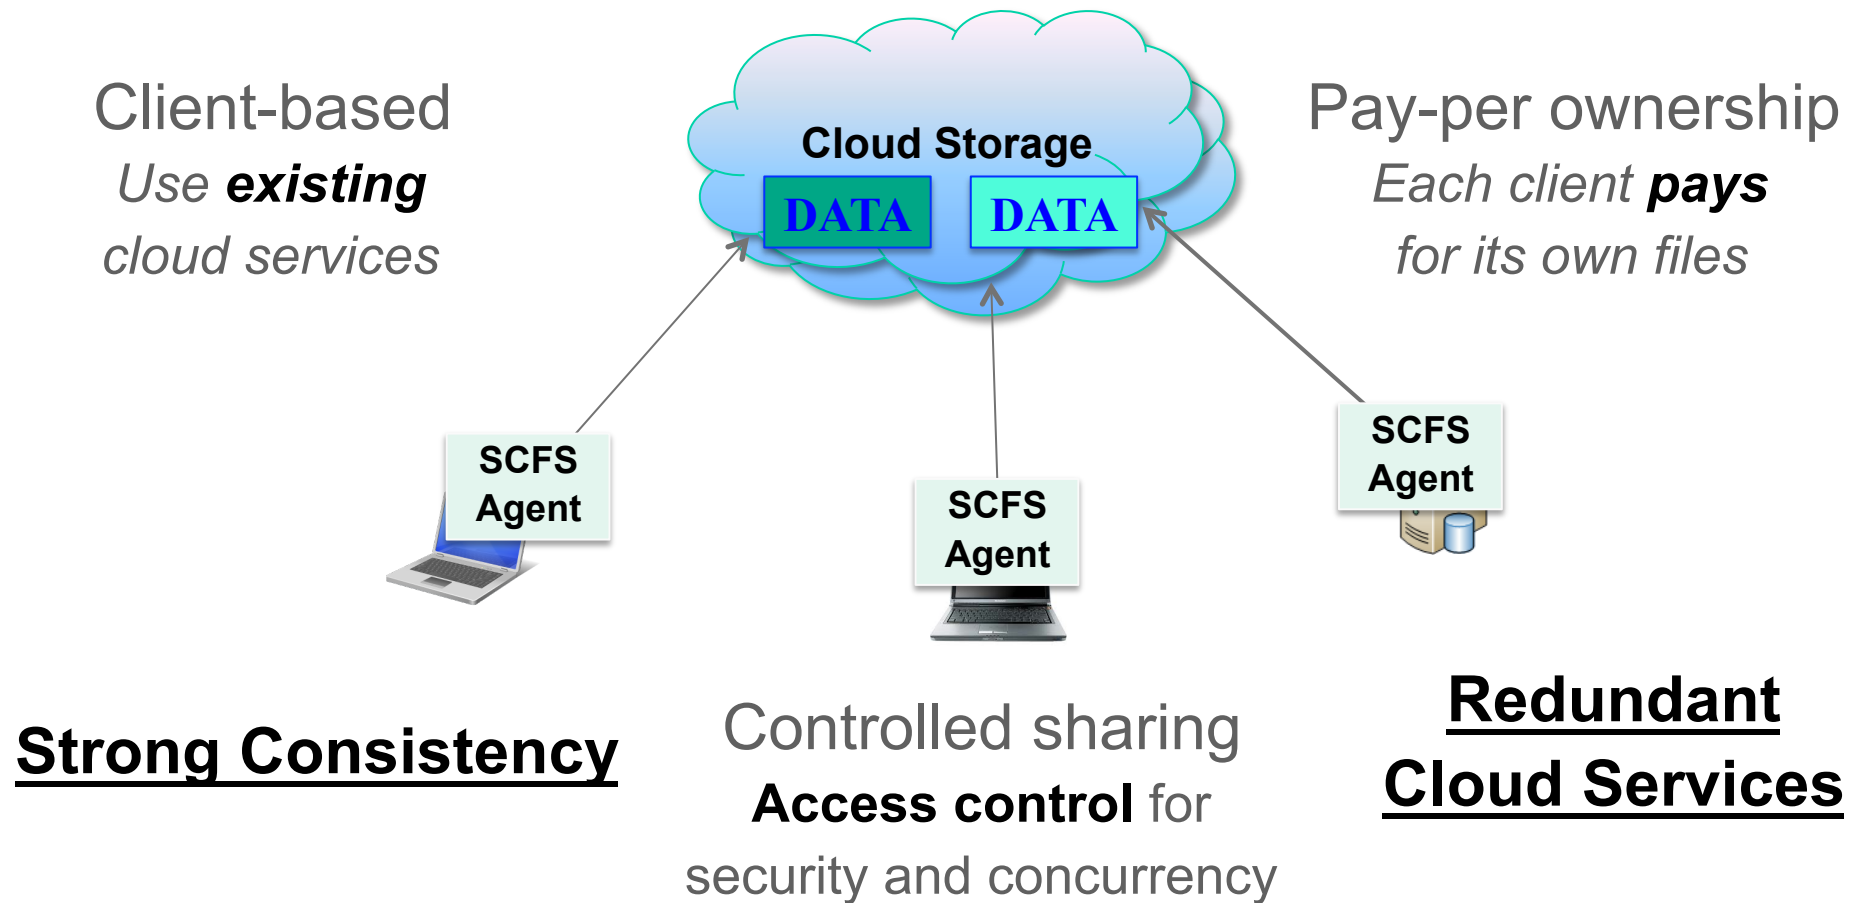 Client-based
Use existing
cloud services
Cloud Storage
DATA DATA
Pay-per ownership
Each client pays
for its own files
SCFS
Agent
SCFS
Agent
SCFS
Agent
Strong Consistency
Controlled sharing
Access control for
security and concurrency
Redundant
Cloud Services